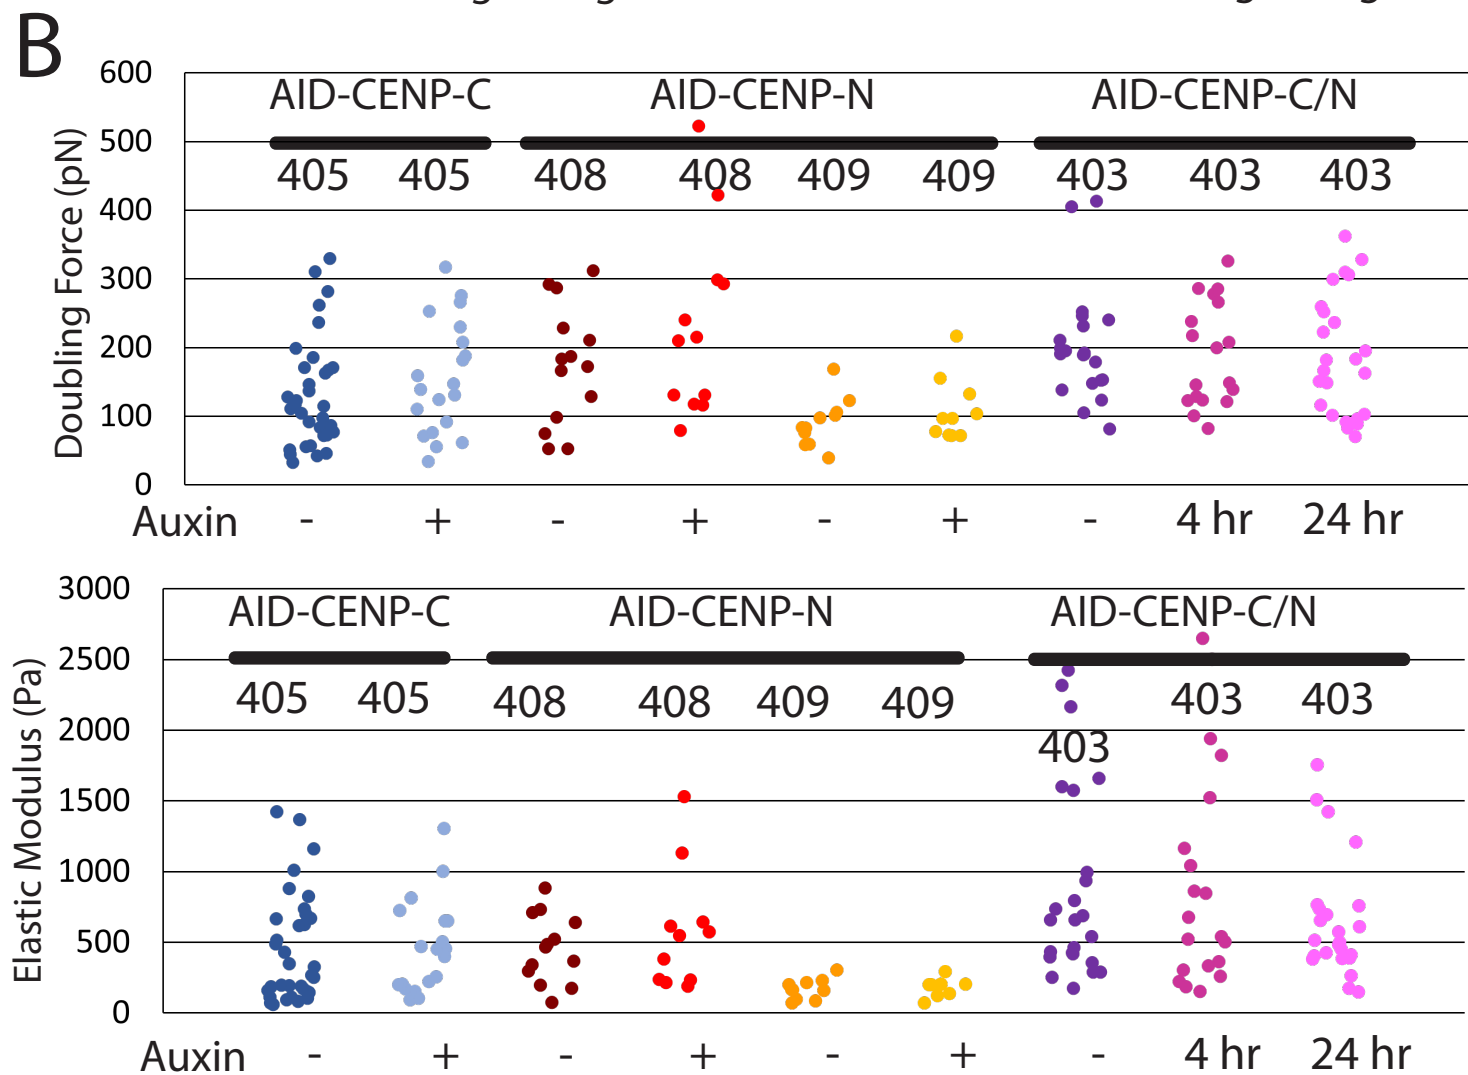 B
600
AID-CENP-C AID-CENP-N AID-CENP-C/N
500
405 405 408 408 409 409 403 403 403
400
300
200
100
0
Doubling Force (pN)
Auxin - + - + - + - 4 hr 24 hr
3000
AID-CENP-C AID-CENP-N AID-CENP-C/N
2500
405 405 408 408 409 409 403 403 403
2000
1500
1000
500
0
Elastic Modulus (Pa)
Auxin - + - + - + - 4 hr 24 hr